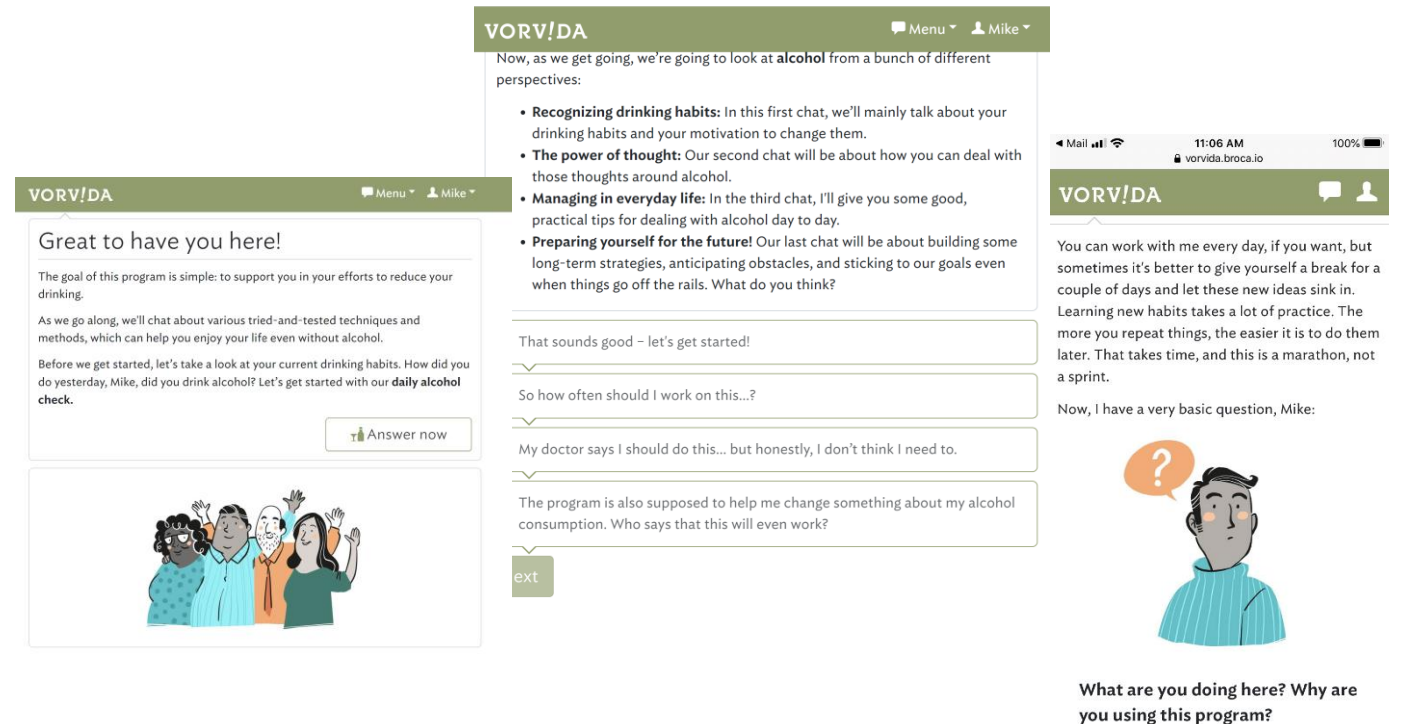 VORV!DA
Menu
Mike
Great to have you here!
The goal of this program is simple: to support you in your efforts to reduce your
drinking.
As we go along, we'll chat about various tried-and-tested techniques and
methods, which can help you enjoy your life even without alcohol.
Before we get started, let's take a look at your current drinking habits. How did you
do yesterday, Mike, did you drink alcohol? Let's get started with our daily alcohol
check.
Answer now
VORV!DA
Menu
Mike
Now, as we get going, we're going to look at alcohol from a bunch of different
perspectives:
• Recognizing drinking habits: In this first chat, we'll mainly talk about your
drinking habits and your motivation to change them.
• The power of thought: Our second chat will be about how you can deal with
those thoughts around alcohol.
• Managing in everyday life: In the third chat, I'll give you some good,
practical tips for dealing with alcohol day to day.
• Preparing yourself for the future! Our last chat will be about building some
long-term strategies, anticipating obstacles, and sticking to our goals even
when things go off the rails. What do you think?
That sounds good – let's get started!
So how often should I work on this...?
My doctor says I should do this... but honestly, I don't think I need to.
The program is also supposed to help me change something about my alcohol
consumption. Who says that this will even work?
ext
Mail
11:06 AM
100%
vorvida.broca.io
VORV!DA
You can work with me every day, if you want, but
sometimes it's better to give yourself a break for a
couple of days and let these new ideas sink in.
Learning new habits takes a lot of practice. The
more you repeat things, the easier it is to do them
later. That takes time, and this is a marathon, not
a sprint.
Now, I have a very basic question, Mike:
?
What are you doing here? Why are
you using this program?